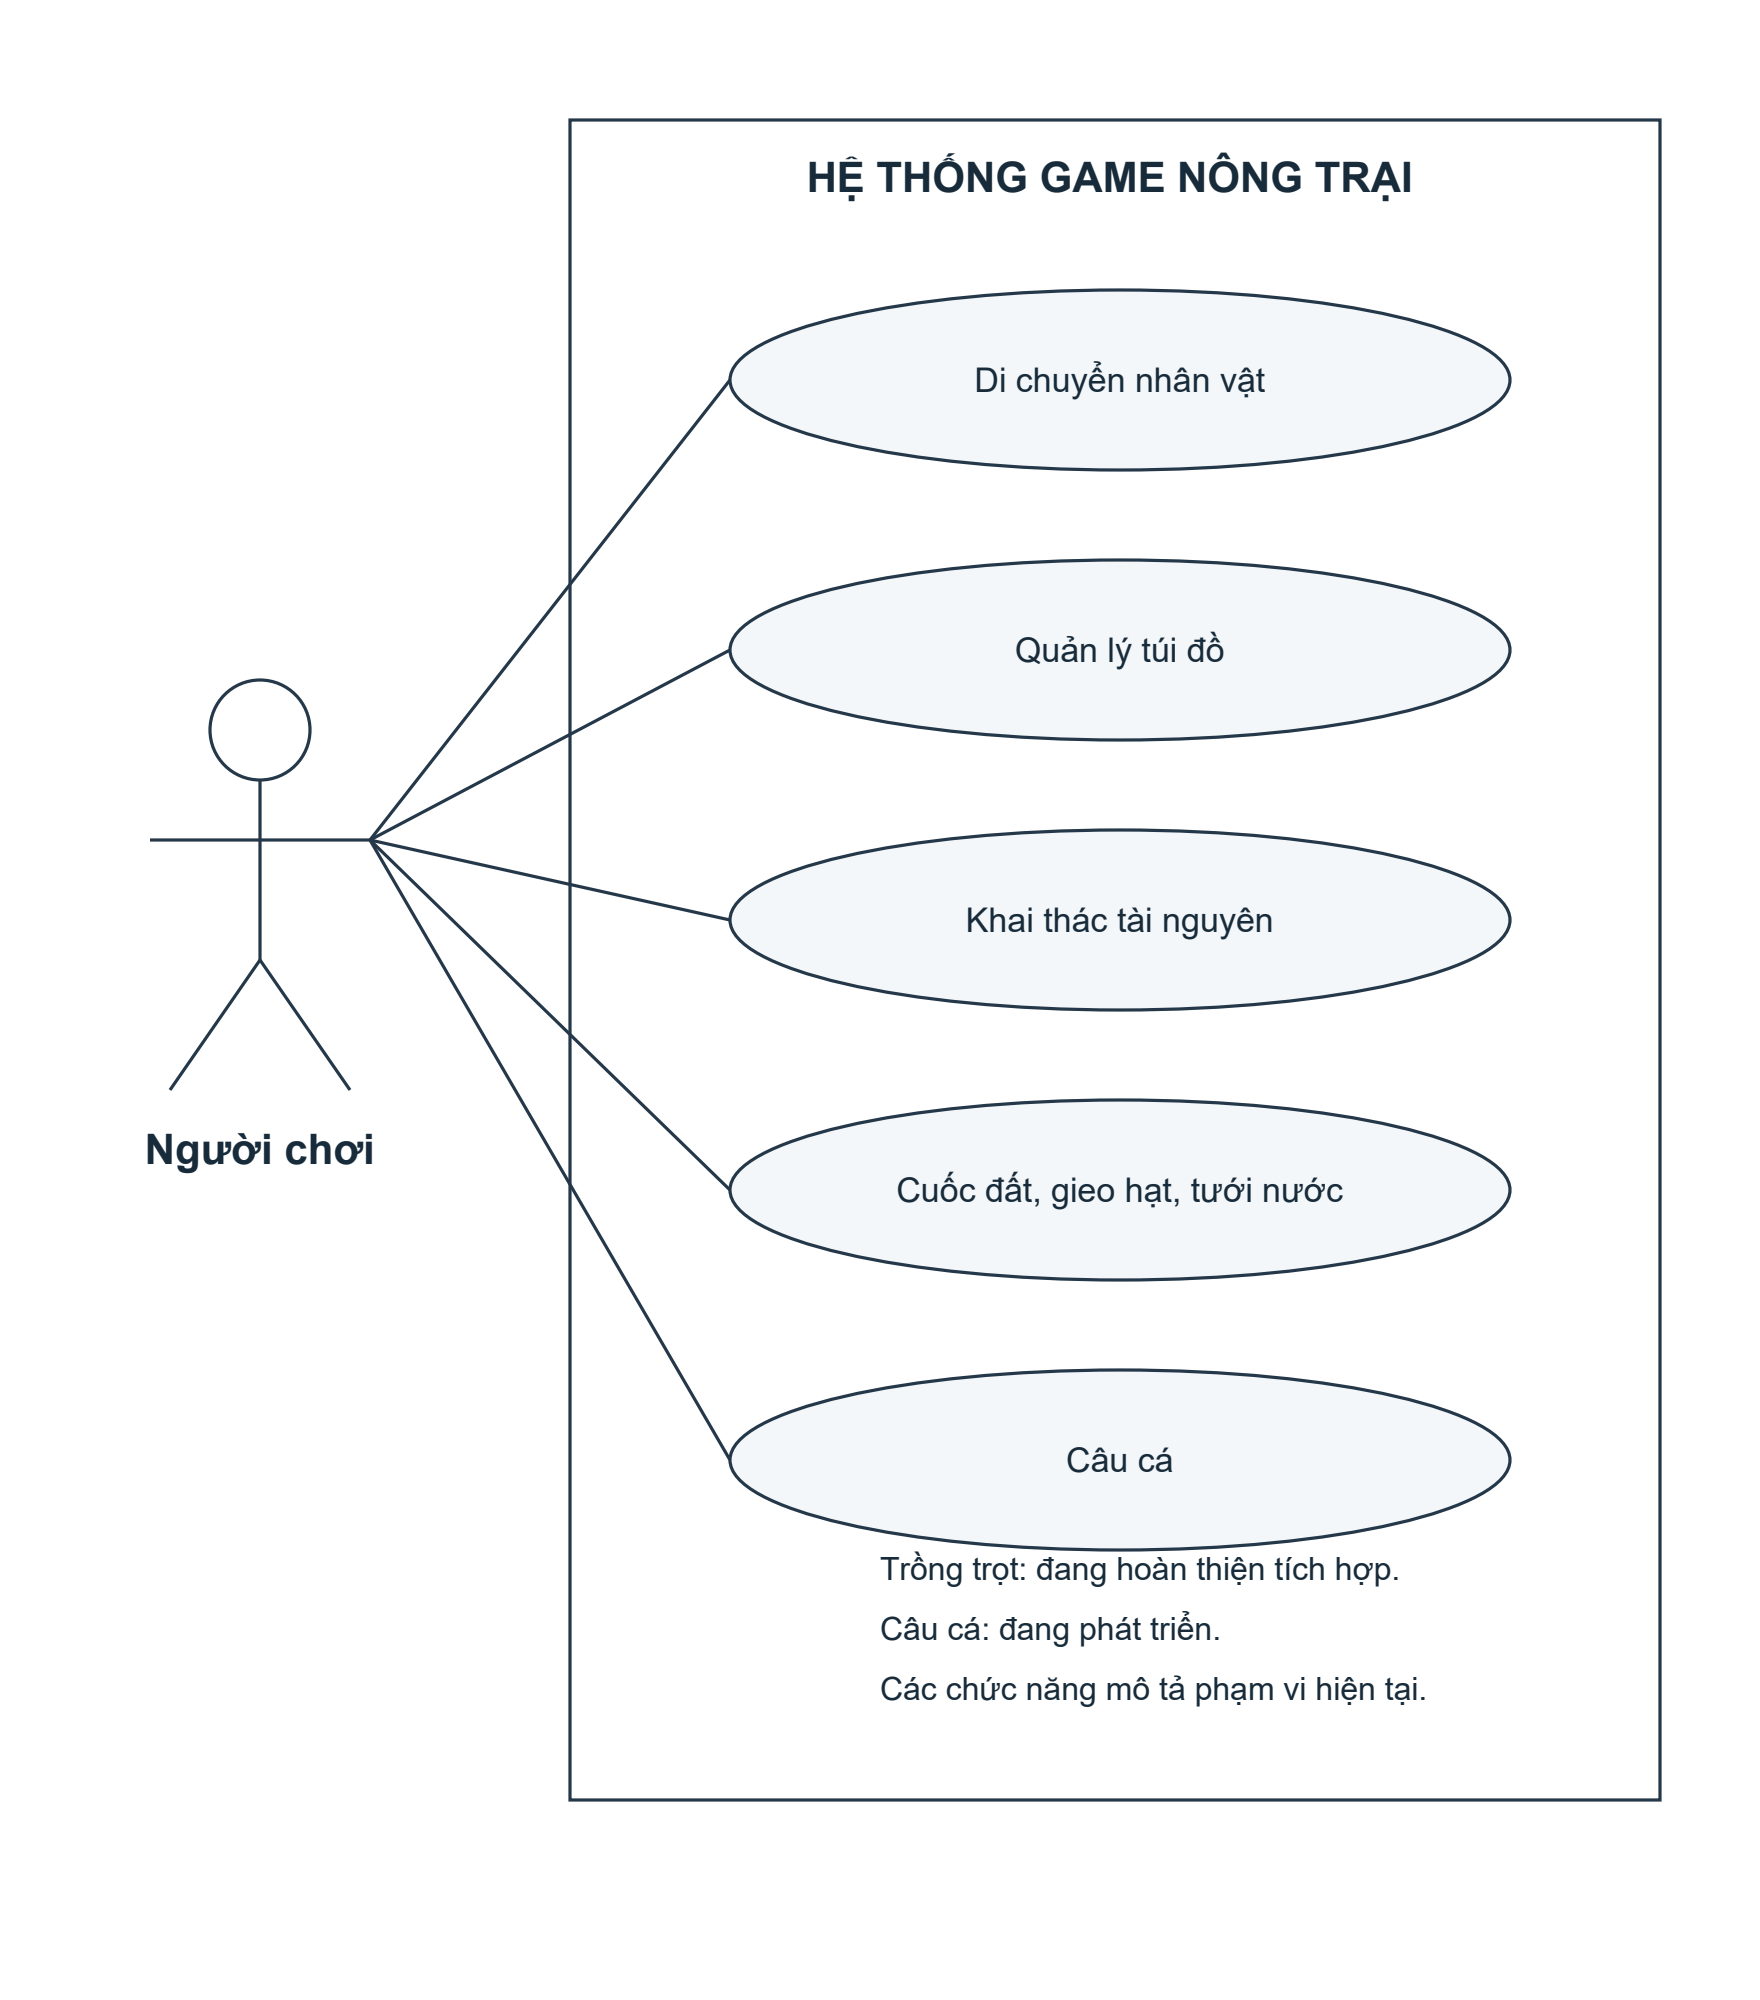 HỆ THỐNG GAME NÔNG TRẠI
Di chuyển nhân vật
Quản lý túi đồ
Khai thác tài nguyên
Người chơi
Cuốc đất, gieo hạt, tưới nước
Câu cá
Trồng trọt: đang hoàn thiện tích hợp.
Câu cá: đang phát triển.
Các chức năng mô tả phạm vi hiện tại.